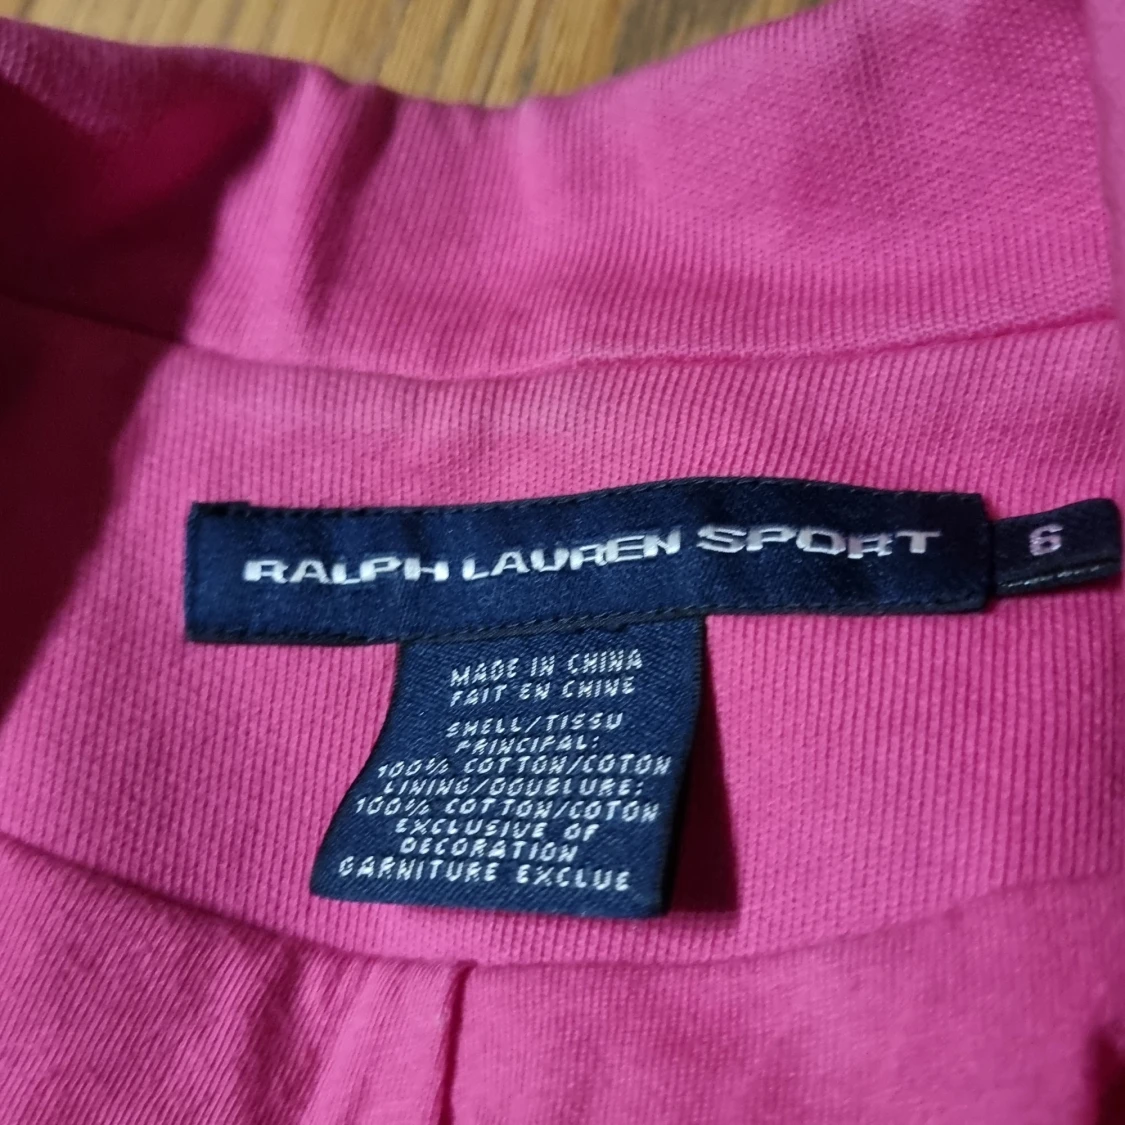 RALPH LAUREN SPORT
6
MADE IN CHINA
FAIT EN CHINE
SHELL/TISSU
PRINCIPAL:
100% COTTON/COTON
LINING/DOUBLURE:
100% COTTON/COTON
EXCLUSIVE OF
DECORATION
GARNITURE EXCLUE